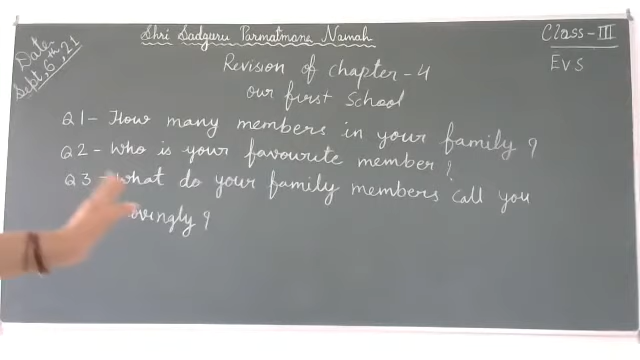 Shri Sadguru Parmatmane Namah
Date
Sept, 6th, 21
Class-III
EVS
Revision of chapter-4
our first School
Q1- How many members in your family ?
Q2- Who is your favourite member ?
Q3- What do your family members call you